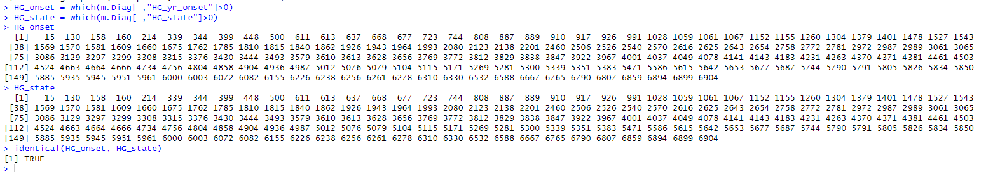 > HG_onset = which(m.Diag[ ,"HG_yr_onset"]>0)
> HG_state = which(m.Diag[ ,"HG_state"]>0)
> HG_onset
[1] 15 130 158 160 214 339 344 399 448 500 611 613 637 668 677 723 744 808 887 889 910 917 926 991 1028 1059 1061 1067 1152 1155 1260 1304 1379 1401 1478 1527 1543
[38] 1569 1570 1581 1609 1660 1675 1762 1785 1810 1815 1840 1862 1926 1943 1964 1993 2080 2123 2138 2201 2460 2506 2526 2540 2570 2616 2625 2643 2654 2758 2772 2781 2972 2987 2989 3061 3065
[75] 3086 3129 3297 3299 3308 3315 3376 3430 3444 3493 3579 3610 3613 3628 3656 3769 3772 3812 3829 3838 3847 3922 3967 4001 4037 4049 4078 4141 4143 4183 4231 4263 4370 4371 4381 4461 4503
[112] 4524 4663 4664 4666 4734 4756 4804 4858 4904 4936 4987 5012 5076 5079 5104 5115 5171 5269 5281 5300 5339 5351 5383 5471 5586 5615 5642 5653 5677 5687 5744 5790 5791 5805 5826 5834 5850
[149] 5885 5935 5945 5951 5961 6000 6003 6072 6082 6155 6226 6238 6256 6261 6278 6310 6330 6532 6588 6667 6765 6790 6807 6859 6894 6899 6904
> HG_state
[1] 15 130 158 160 214 339 344 399 448 500 611 613 637 668 677 723 744 808 887 889 910 917 926 991 1028 1059 1061 1067 1152 1155 1260 1304 1379 1401 1478 1527 1543
[38] 1569 1570 1581 1609 1660 1675 1762 1785 1810 1815 1840 1862 1926 1943 1964 1993 2080 2123 2138 2201 2460 2506 2526 2540 2570 2616 2625 2643 2654 2758 2772 2781 2972 2987 2989 3061 3065
[75] 3086 3129 3297 3299 3308 3315 3376 3430 3444 3493 3579 3610 3613 3628 3656 3769 3772 3812 3829 3838 3847 3922 3967 4001 4037 4049 4078 4141 4143 4183 4231 4263 4370 4371 4381 4461 4503
[112] 4524 4663 4664 4666 4734 4756 4804 4858 4904 4936 4987 5012 5076 5079 5104 5115 5171 5269 5281 5300 5339 5351 5383 5471 5586 5615 5642 5653 5677 5687 5744 5790 5791 5805 5826 5834 5850
[149] 5885 5935 5945 5951 5961 6000 6003 6072 6082 6155 6226 6238 6256 6261 6278 6310 6330 6532 6588 6667 6765 6790 6807 6859 6894 6899 6904
> identical(HG_onset, HG_state)
[1] TRUE
>